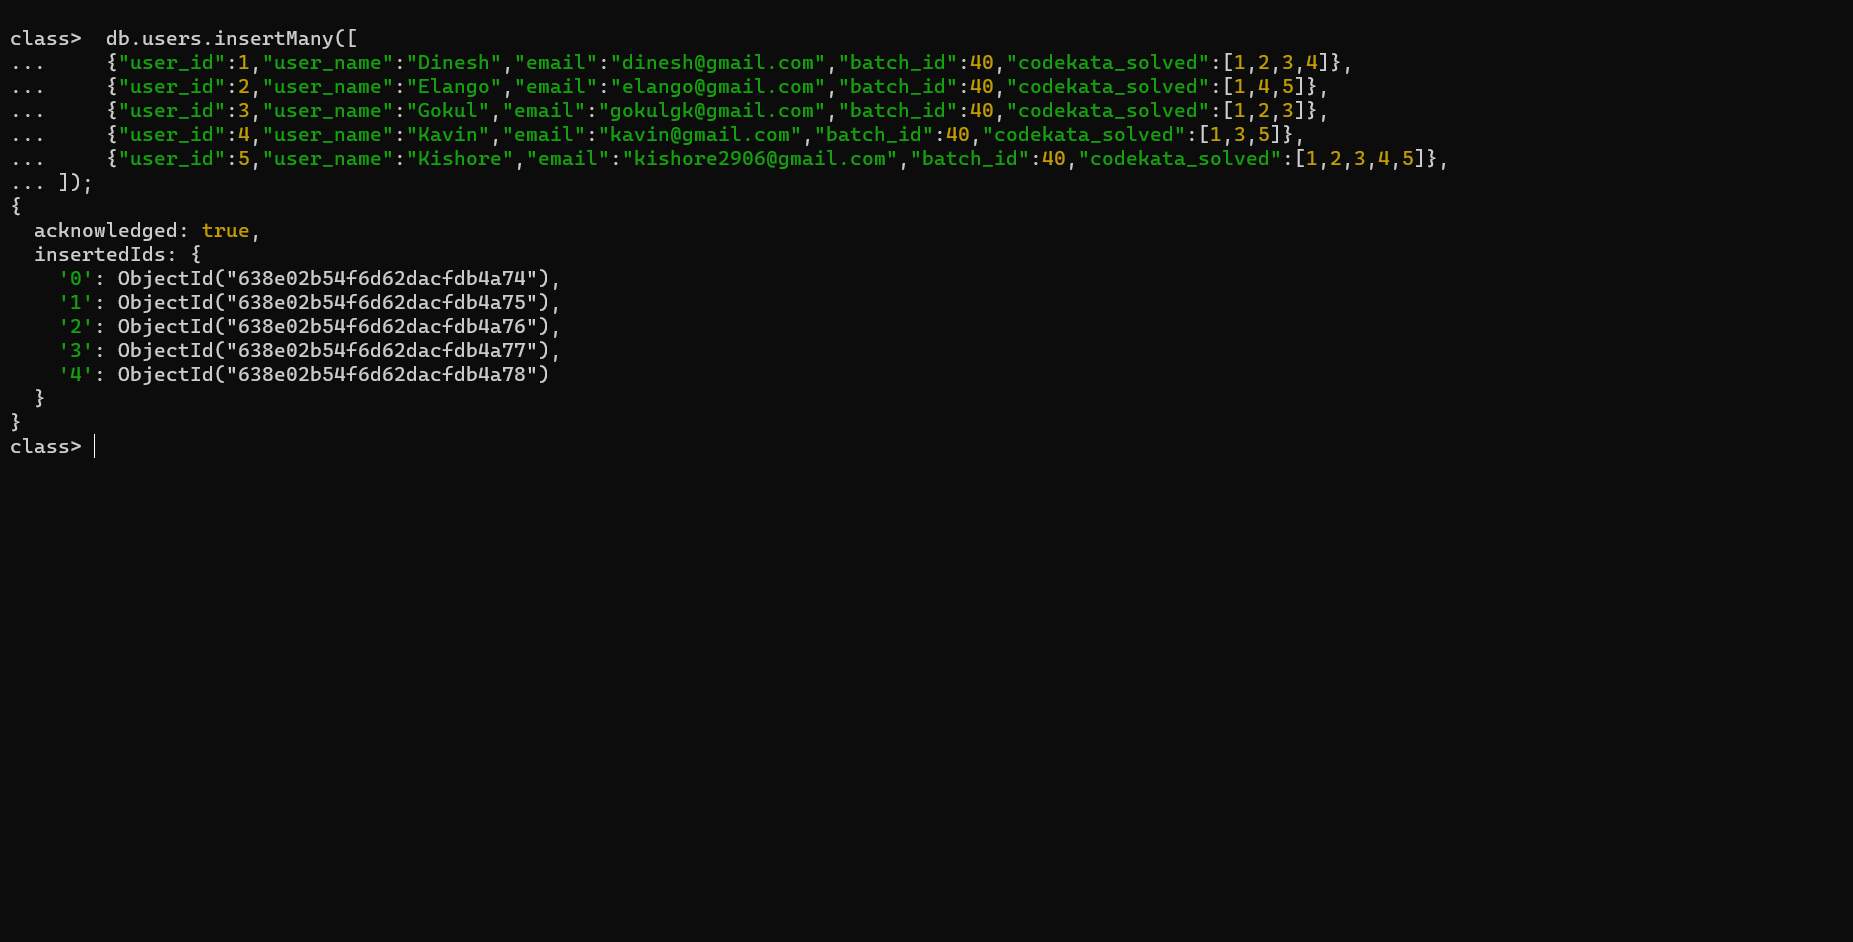 class>  db.users.insertMany([
...     {"user_id":1,"user_name":"Dinesh","email":"dinesh@gmail.com","batch_id":40,"codekata_solved":[1,2,3,4]},
...     {"user_id":2,"user_name":"Elango","email":"elango@gmail.com","batch_id":40,"codekata_solved":[1,4,5]},
...     {"user_id":3,"user_name":"Gokul","email":"gokulgk@gmail.com","batch_id":40,"codekata_solved":[1,2,3]},
...     {"user_id":4,"user_name":"Kavin","email":"kavin@gmail.com","batch_id":40,"codekata_solved":[1,3,5]},
...     {"user_id":5,"user_name":"Kishore","email":"kishore2906@gmail.com","batch_id":40,"codekata_solved":[1,2,3,4,5]},
... ]);
{
  acknowledged: true,
  insertedIds: {
    '0': ObjectId("638e02b54f6d62dacfdb4a74"),
    '1': ObjectId("638e02b54f6d62dacfdb4a75"),
    '2': ObjectId("638e02b54f6d62dacfdb4a76"),
    '3': ObjectId("638e02b54f6d62dacfdb4a77"),
    '4': ObjectId("638e02b54f6d62dacfdb4a78")
  }
}
class>